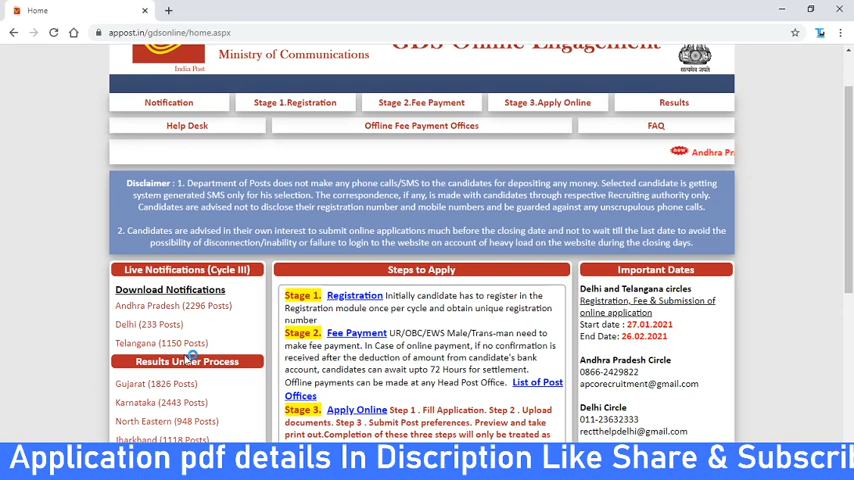 Home
appost.in/gdsonline/home.aspx
India Post
Ministry of Communications
GDS Online Engagement
सत्यमेव जयते
Notification
Stage 1.Registration
Stage 2.Fee Payment
Stage 3.Apply Online
Results
Help Desk
Offline Fee Payment Offices
FAQ
new Andhra Pr
Disclaimer : 1. Department of Posts does not make any phone calls/SMS to the candidates for depositing any money. Selected candidate is getting
system generated SMS only for his selection. The correspondence, if any, is made with candidates through respective Recruiting authority only.
Candidates are advised not to disclose their registration number and mobile numbers and be guarded against any unscrupulous phone calls.
2. Candidates are advised in their own interest to submit online applications much before the closing date and not to wait till the last date to avoid the
possibility of disconnection/inability or failure to login to the website on account of heavy load on the website during the closing days.
Live Notifications (Cycle III)
Download Notifications
Andhra Pradesh (2296 Posts)
Delhi (233 Posts)
Telangana (1150 Posts)
Results Under Process
Gujarat (1826 Posts)
Karnataka (2443 Posts)
North Eastern (948 Posts)
Jharkhand (1118 Posts)
Steps to Apply
Stage 1. Registration Initially candidate has to register in the
Registration module once per cycle and obtain unique registration
number
Stage 2. Fee Payment UR/OBC/EWS Male/Trans-man need to
make fee payment. In Case of online payment, if no confirmation is
received after the deduction of amount from candidate's bank
account, candidates can await upto 72 Hours for settlement.
Offline payments can be made at any Head Post Office. List of Post
Offices
Stage 3. Apply Online Step 1 . Fill Application. Step 2 . Upload
documents. Step 3 . Submit Post preferences. Preview and take
print out.Completion of these three steps will only be treated as
Important Dates
Delhi and Telangana circles
Registration, Fee & Submission of
online application
Start date : 27.01.2021
End Date: 26.02.2021
Andhra Pradesh Circle
0866-2429822
apcorecruitment@gmail.com
Delhi Circle
011-23632333
rectthelpdelhi@gmail.com
Application pdf details In Discription Like Share & Subscrib